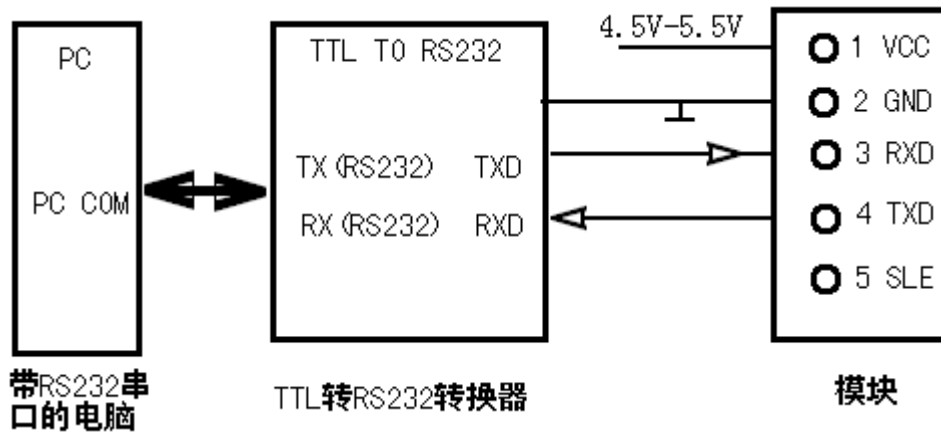 PC
PC COM
带RS232串
口的电脑
TTL TO RS232
TX(RS232) TXD
RX(RS232) RXD
TTL转RS232转换器
4.5V-5.5V
1 VCC
2 GND
3 RXD
4 TXD
5 SLE
模块